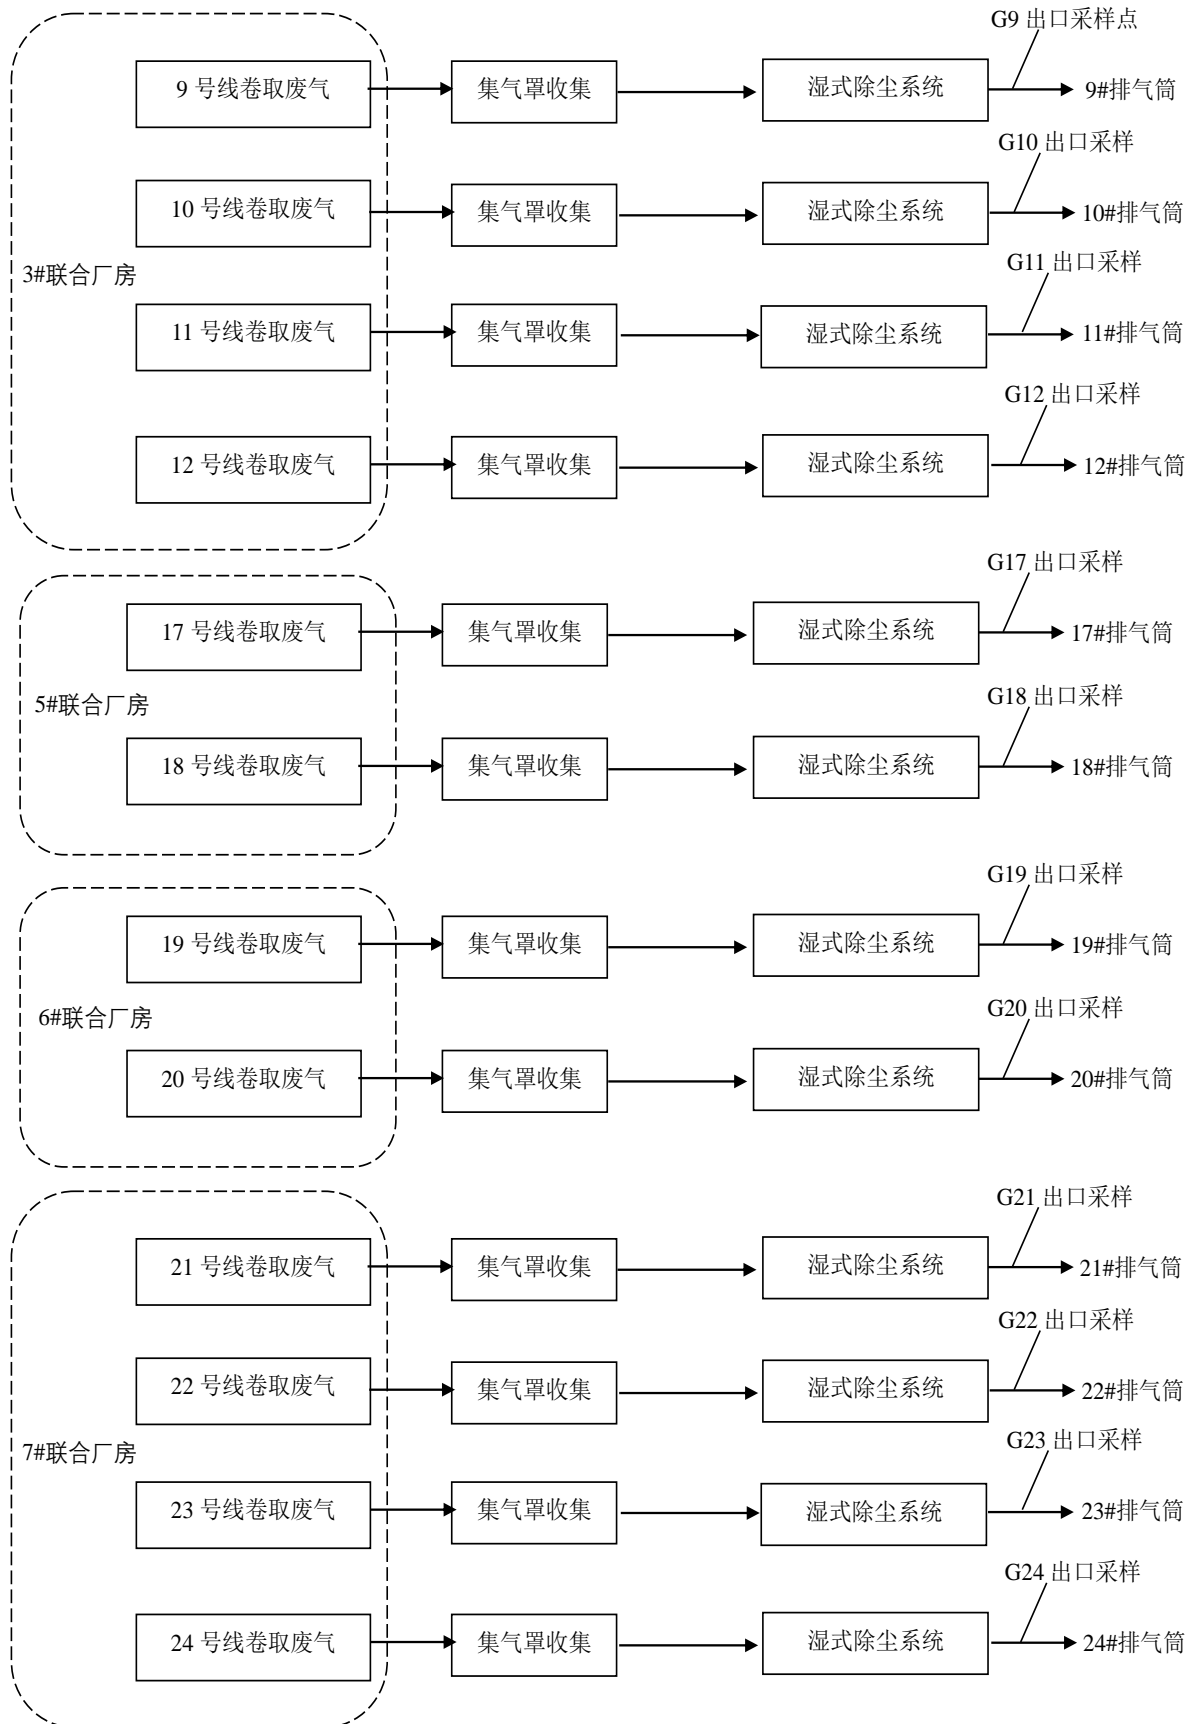 G9 出口采样点
9 号线卷取废气
集气罩收集
湿式除尘系统
9#排气筒
G10 出口采样
10 号线卷取废气
集气罩收集
湿式除尘系统
10#排气筒
3#联合厂房
G11 出口采样
11 号线卷取废气
集气罩收集
湿式除尘系统
11#排气筒
G12 出口采样
12 号线卷取废气
集气罩收集
湿式除尘系统
12#排气筒
G17 出口采样
17 号线卷取废气
集气罩收集
湿式除尘系统
17#排气筒
5#联合厂房
G18 出口采样
18 号线卷取废气
集气罩收集
湿式除尘系统
18#排气筒
G19 出口采样
19 号线卷取废气
集气罩收集
湿式除尘系统
19#排气筒
6#联合厂房
G20 出口采样
20 号线卷取废气
集气罩收集
湿式除尘系统
20#排气筒
G21 出口采样
21 号线卷取废气
集气罩收集
湿式除尘系统
21#排气筒
G22 出口采样
22 号线卷取废气
集气罩收集
湿式除尘系统
22#排气筒
7#联合厂房
G23 出口采样
23 号线卷取废气
集气罩收集
湿式除尘系统
23#排气筒
G24 出口采样
24 号线卷取废气
集气罩收集
湿式除尘系统
24#排气筒